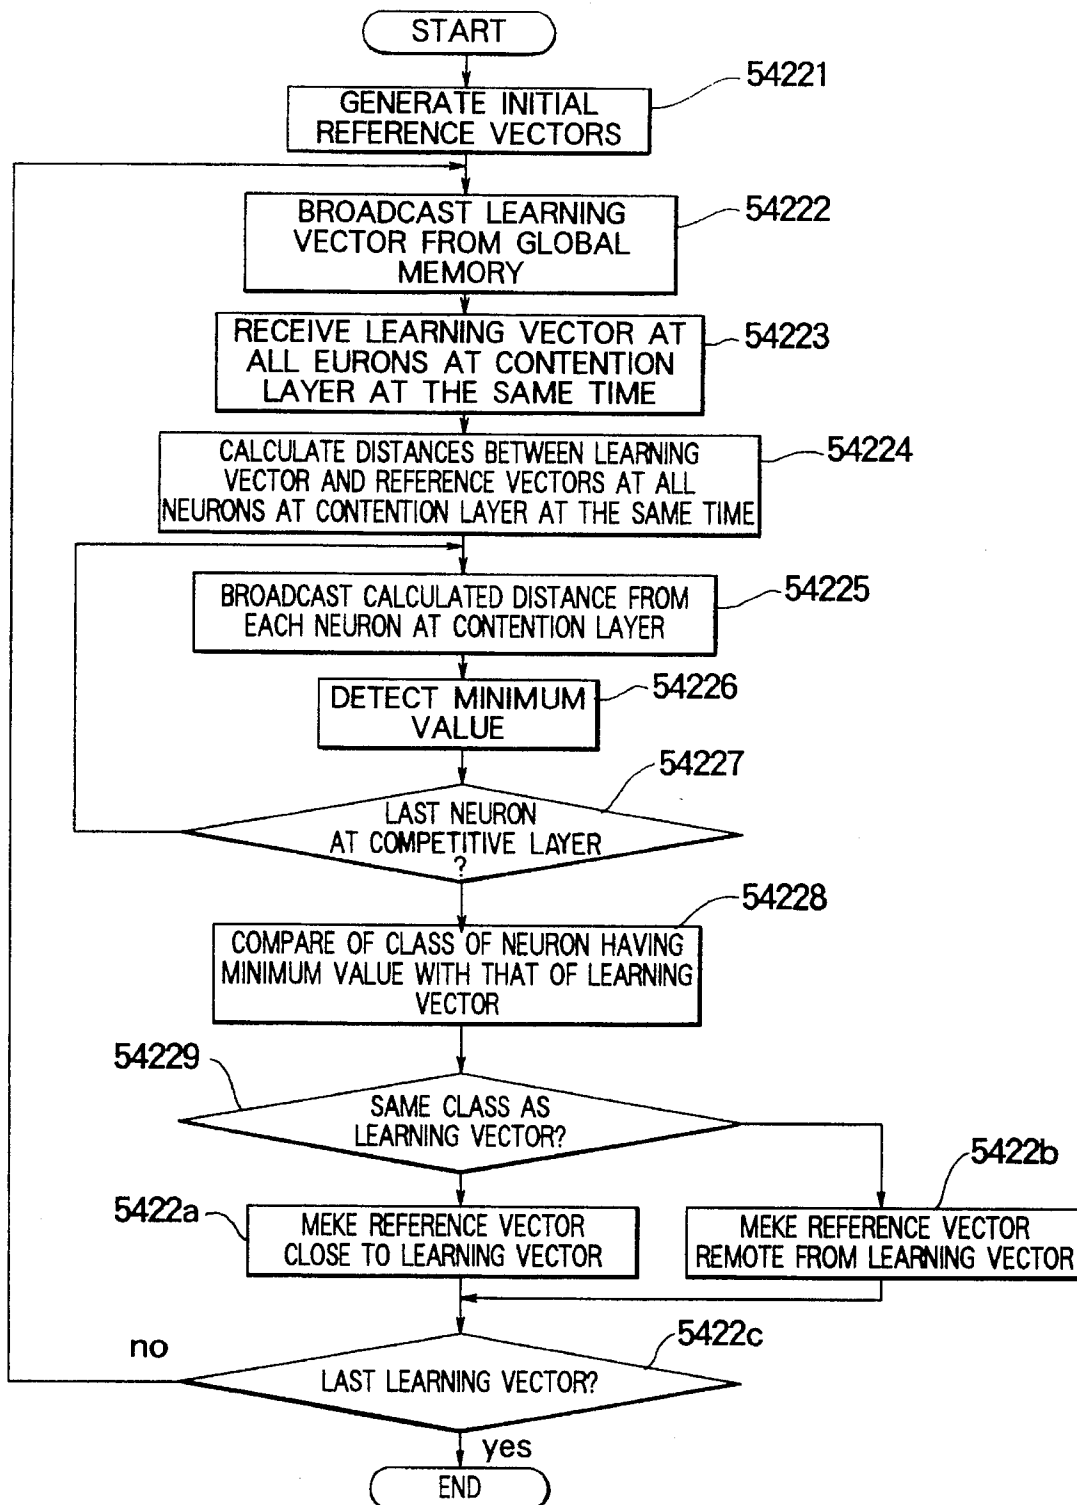 START
54221
GENERATE INITIAL
REFERENCE VECTORS
54222
BROADCAST LEARNING
VECTOR FROM GLOBAL
MEMORY
54223
RECEIVE LEARNING VECTOR AT
ALL EURONS AT CONTENTION
LAYER AT THE SAME TIME
54224
CALCULATE DISTANCES BETWEEN LEARNING
VECTOR AND REFERENCE VECTORS AT ALL
NEURONS AT CONTENTION LAYER AT THE SAME TIME
54225
BROADCAST CALCULATED DISTANCE FROM
EACH NEURON AT CONTENTION LAYER
54226
DETECT MINIMUM
VALUE
54227
LAST NEURON
AT COMPETITIVE LAYER
?
54228
COMPARE OF CLASS OF NEURON HAVING
MINIMUM VALUE WITH THAT OF LEARNING
VECTOR
54229
SAME CLASS AS
LEARNING VECTOR?
5422a
MEKE REFERENCE VECTOR
CLOSE TO LEARNING VECTOR
5422b
MEKE REFERENCE VECTOR
REMOTE FROM LEARNING VECTOR
5422c
no
LAST LEARNING VECTOR?
yes
END